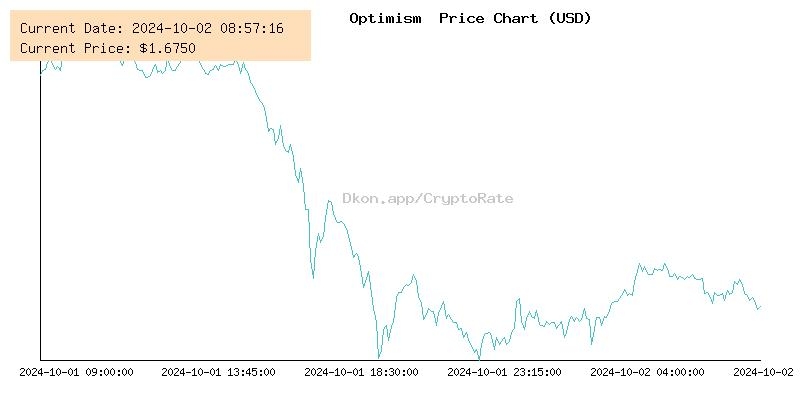 Optimism  Price Chart (USD)
Current Date: 2024-10-02 08:57:16
Current Price: $1.6750
Dkon.app/CryptoRate
2024-10-01 09:00:00 2024-10-01 13:45:00 2024-10-01 18:30:00 2024-10-01 23:15:00 2024-10-02 04:00:00 2024-10-02